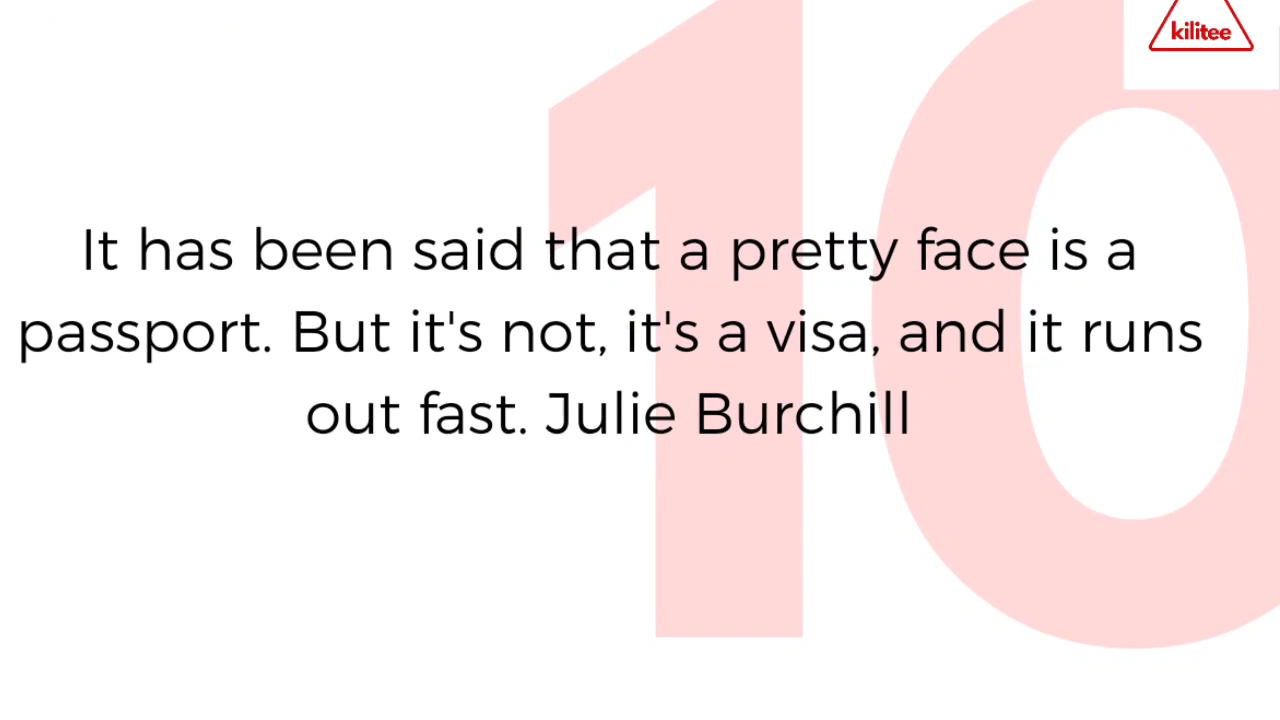 kilitee
10
It has been said that a pretty face is a
passport. But it's not, it's a visa, and it runs
out fast. Julie Burchill